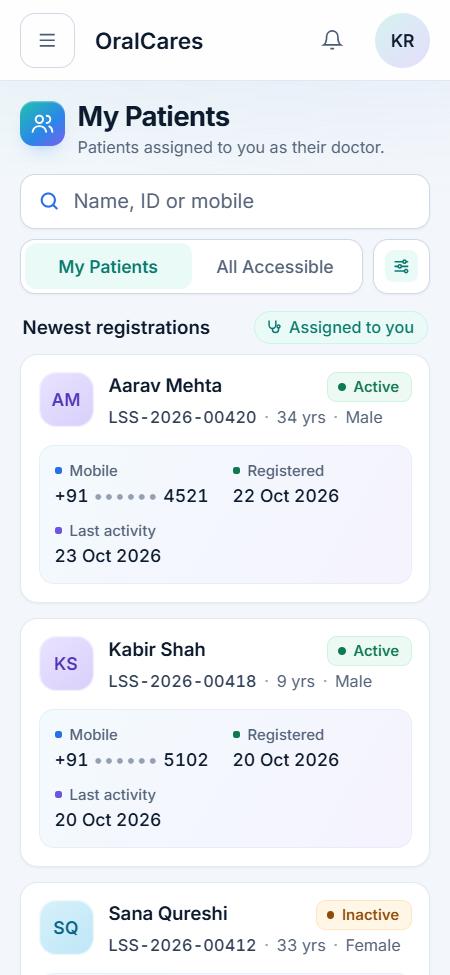 OralCares
KR
My Patients
Patients assigned to you as their doctor.
Name, ID or mobile
My Patients
All Accessible
Newest registrations
Assigned to you
AM
Aarav Mehta
Active
LSS-2026-00420 · 34 yrs · Male
Mobile
Registered
+91 •••••• 4521
22 Oct 2026
Last activity
23 Oct 2026
KS
Kabir Shah
Active
LSS-2026-00418 · 9 yrs · Male
Mobile
Registered
+91 •••••• 5102
20 Oct 2026
Last activity
20 Oct 2026
SQ
Sana Qureshi
Inactive
LSS-2026-00412 · 33 yrs · Female